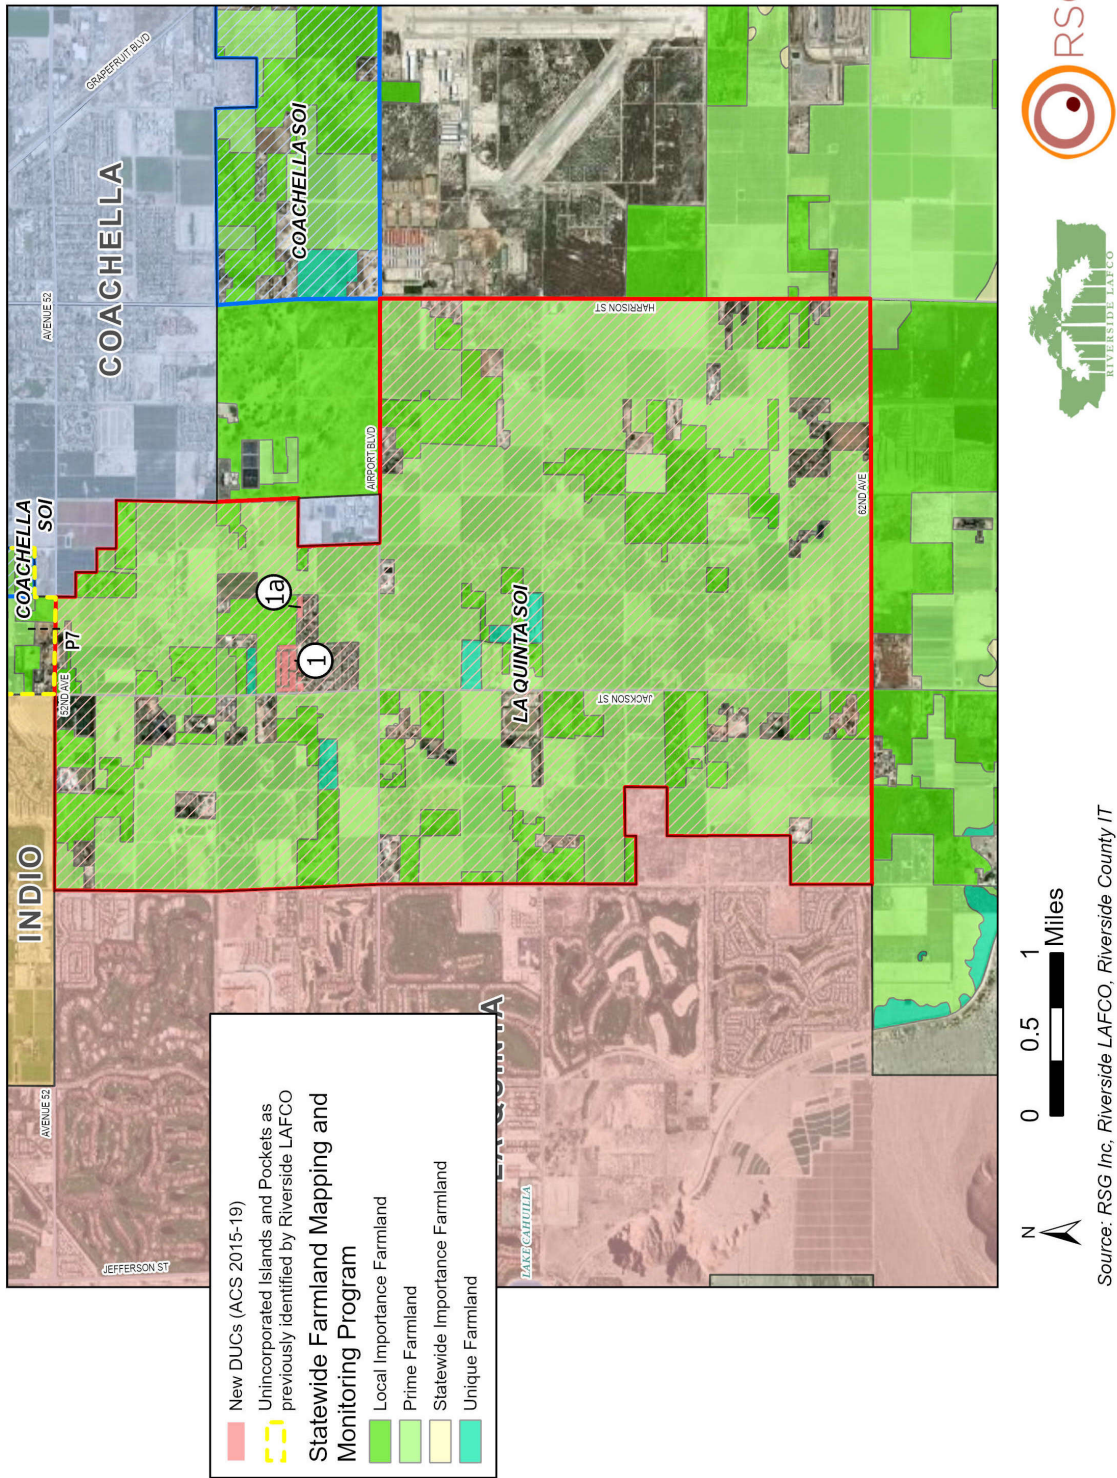 GRAPEFRUIT BLVD
AVENUE 52
COACHELLA
COACHELLA SOI
COACHELLA
SOI
INDIO
52ND AVE
P7
AVENUE 52
AIRPORT BLVD
HARRISON ST
1a
1
LA QUINTA SOI
JACKSON ST
62ND AVE
JEFFERSON ST
LAKE CAHUILLA
New DUCs (ACS 2015-19)
Unincorporated Islands and Pockets as
previously identified by Riverside LAFCO
Statewide Farmland Mapping and
Monitoring Program
Local Importance Farmland
Prime Farmland
Statewide Importance Farmland
Unique Farmland
N
0 0.5 1
Miles
Source: RSG Inc, Riverside LAFCO, Riverside County IT
RIVERSIDE LAFCO